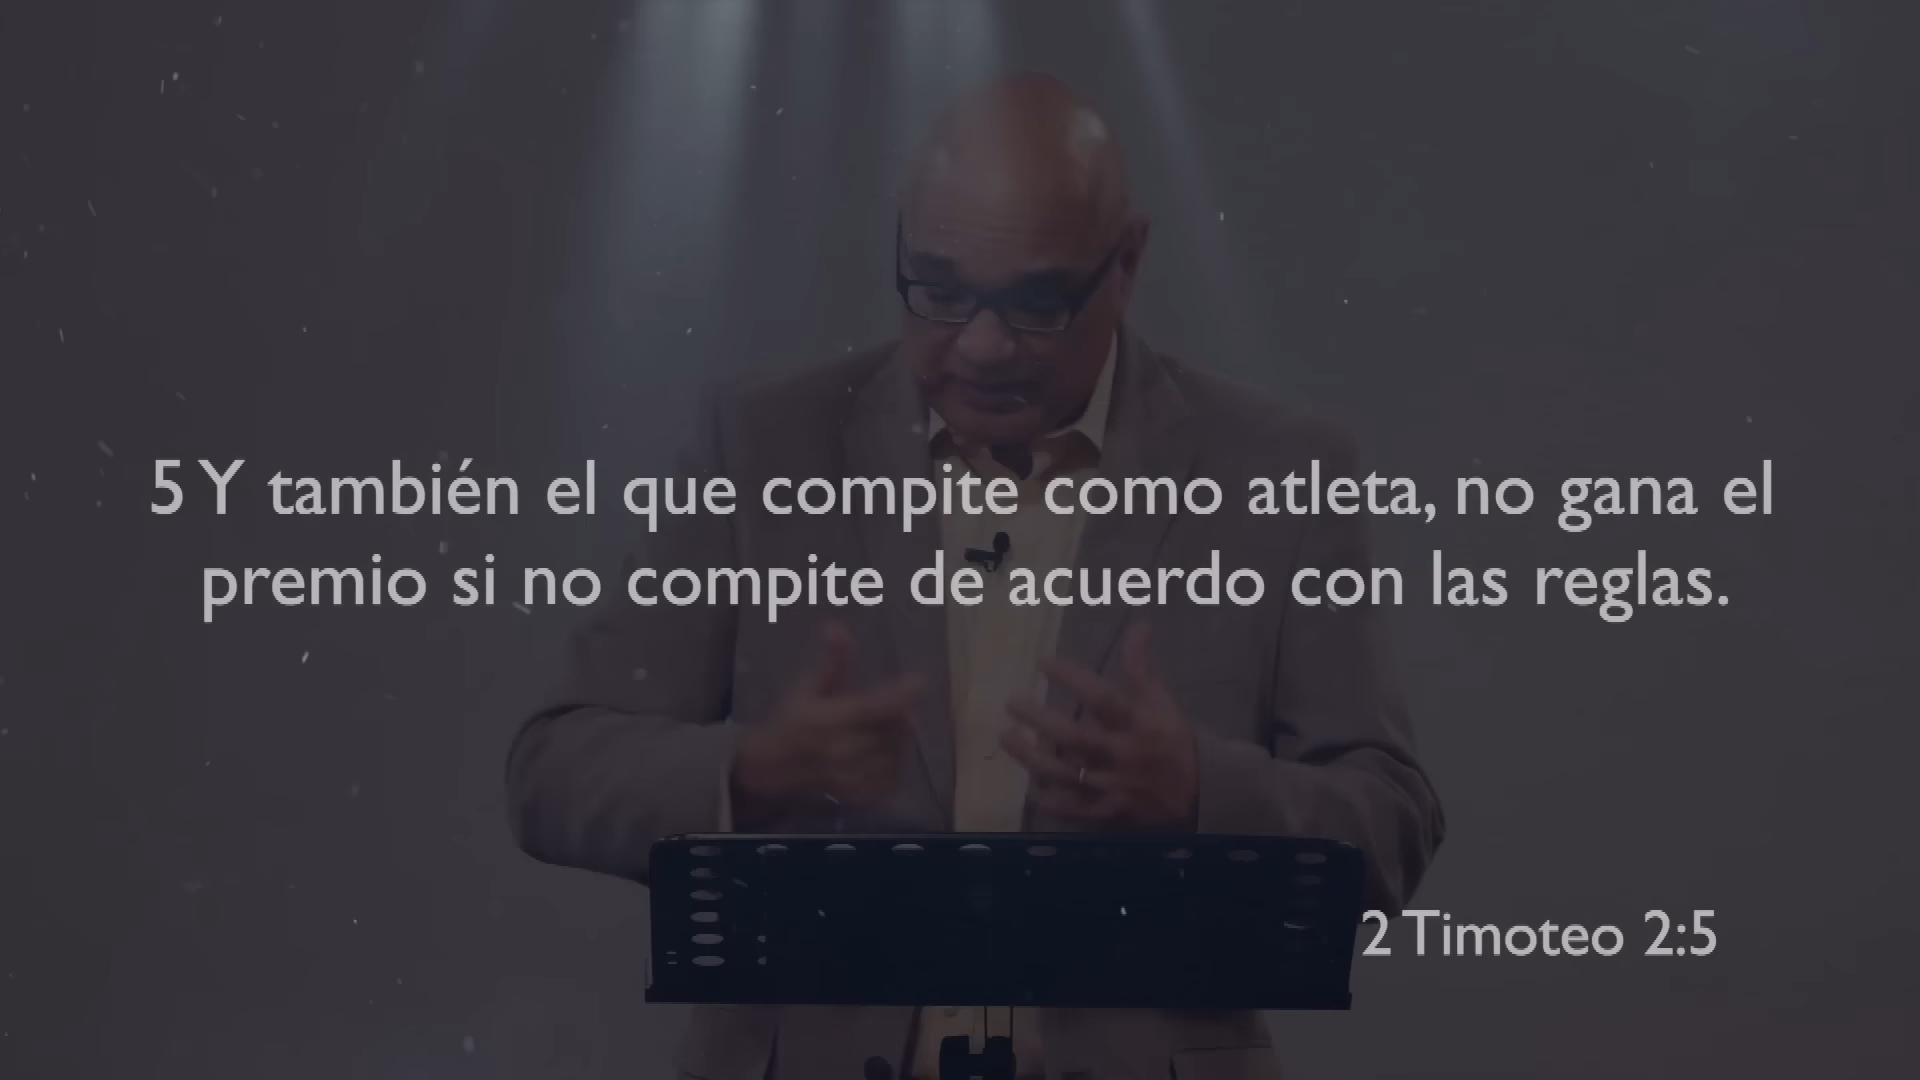 5 Y también el que compite como atleta, no gana el
premio si no compite de acuerdo con las reglas.
2 Timoteo 2:5